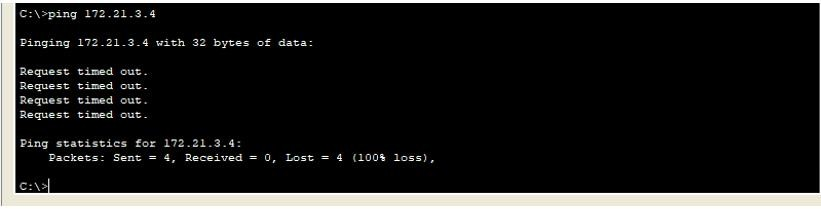 C:\>ping 172.21.3.4
Pinging 172.21.3.4 with 32 bytes of data:
Request timed out.
Request timed out.
Request timed out.
Request timed out.
Ping statistics for 172.21.3.4:
Packets: Sent = 4, Received = 0, Lost = 4 (100% loss),
C:\>